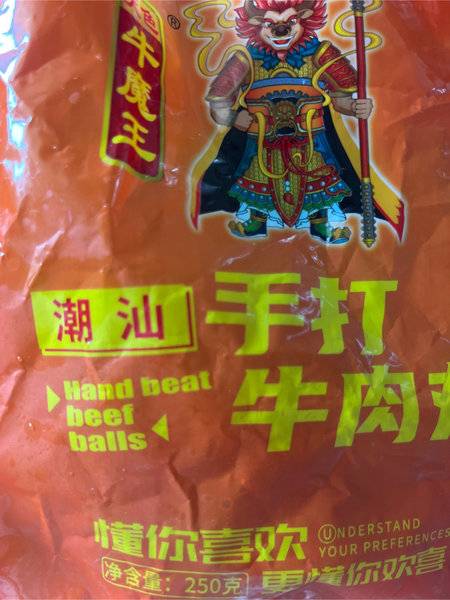 牛魔王®
潮汕
手打
牛肉丸
Hand beat
beef
balls
懂你喜欢
UNDERSTAND
YOUR PREFERENCES
净含量：250克
更懂你欢喜